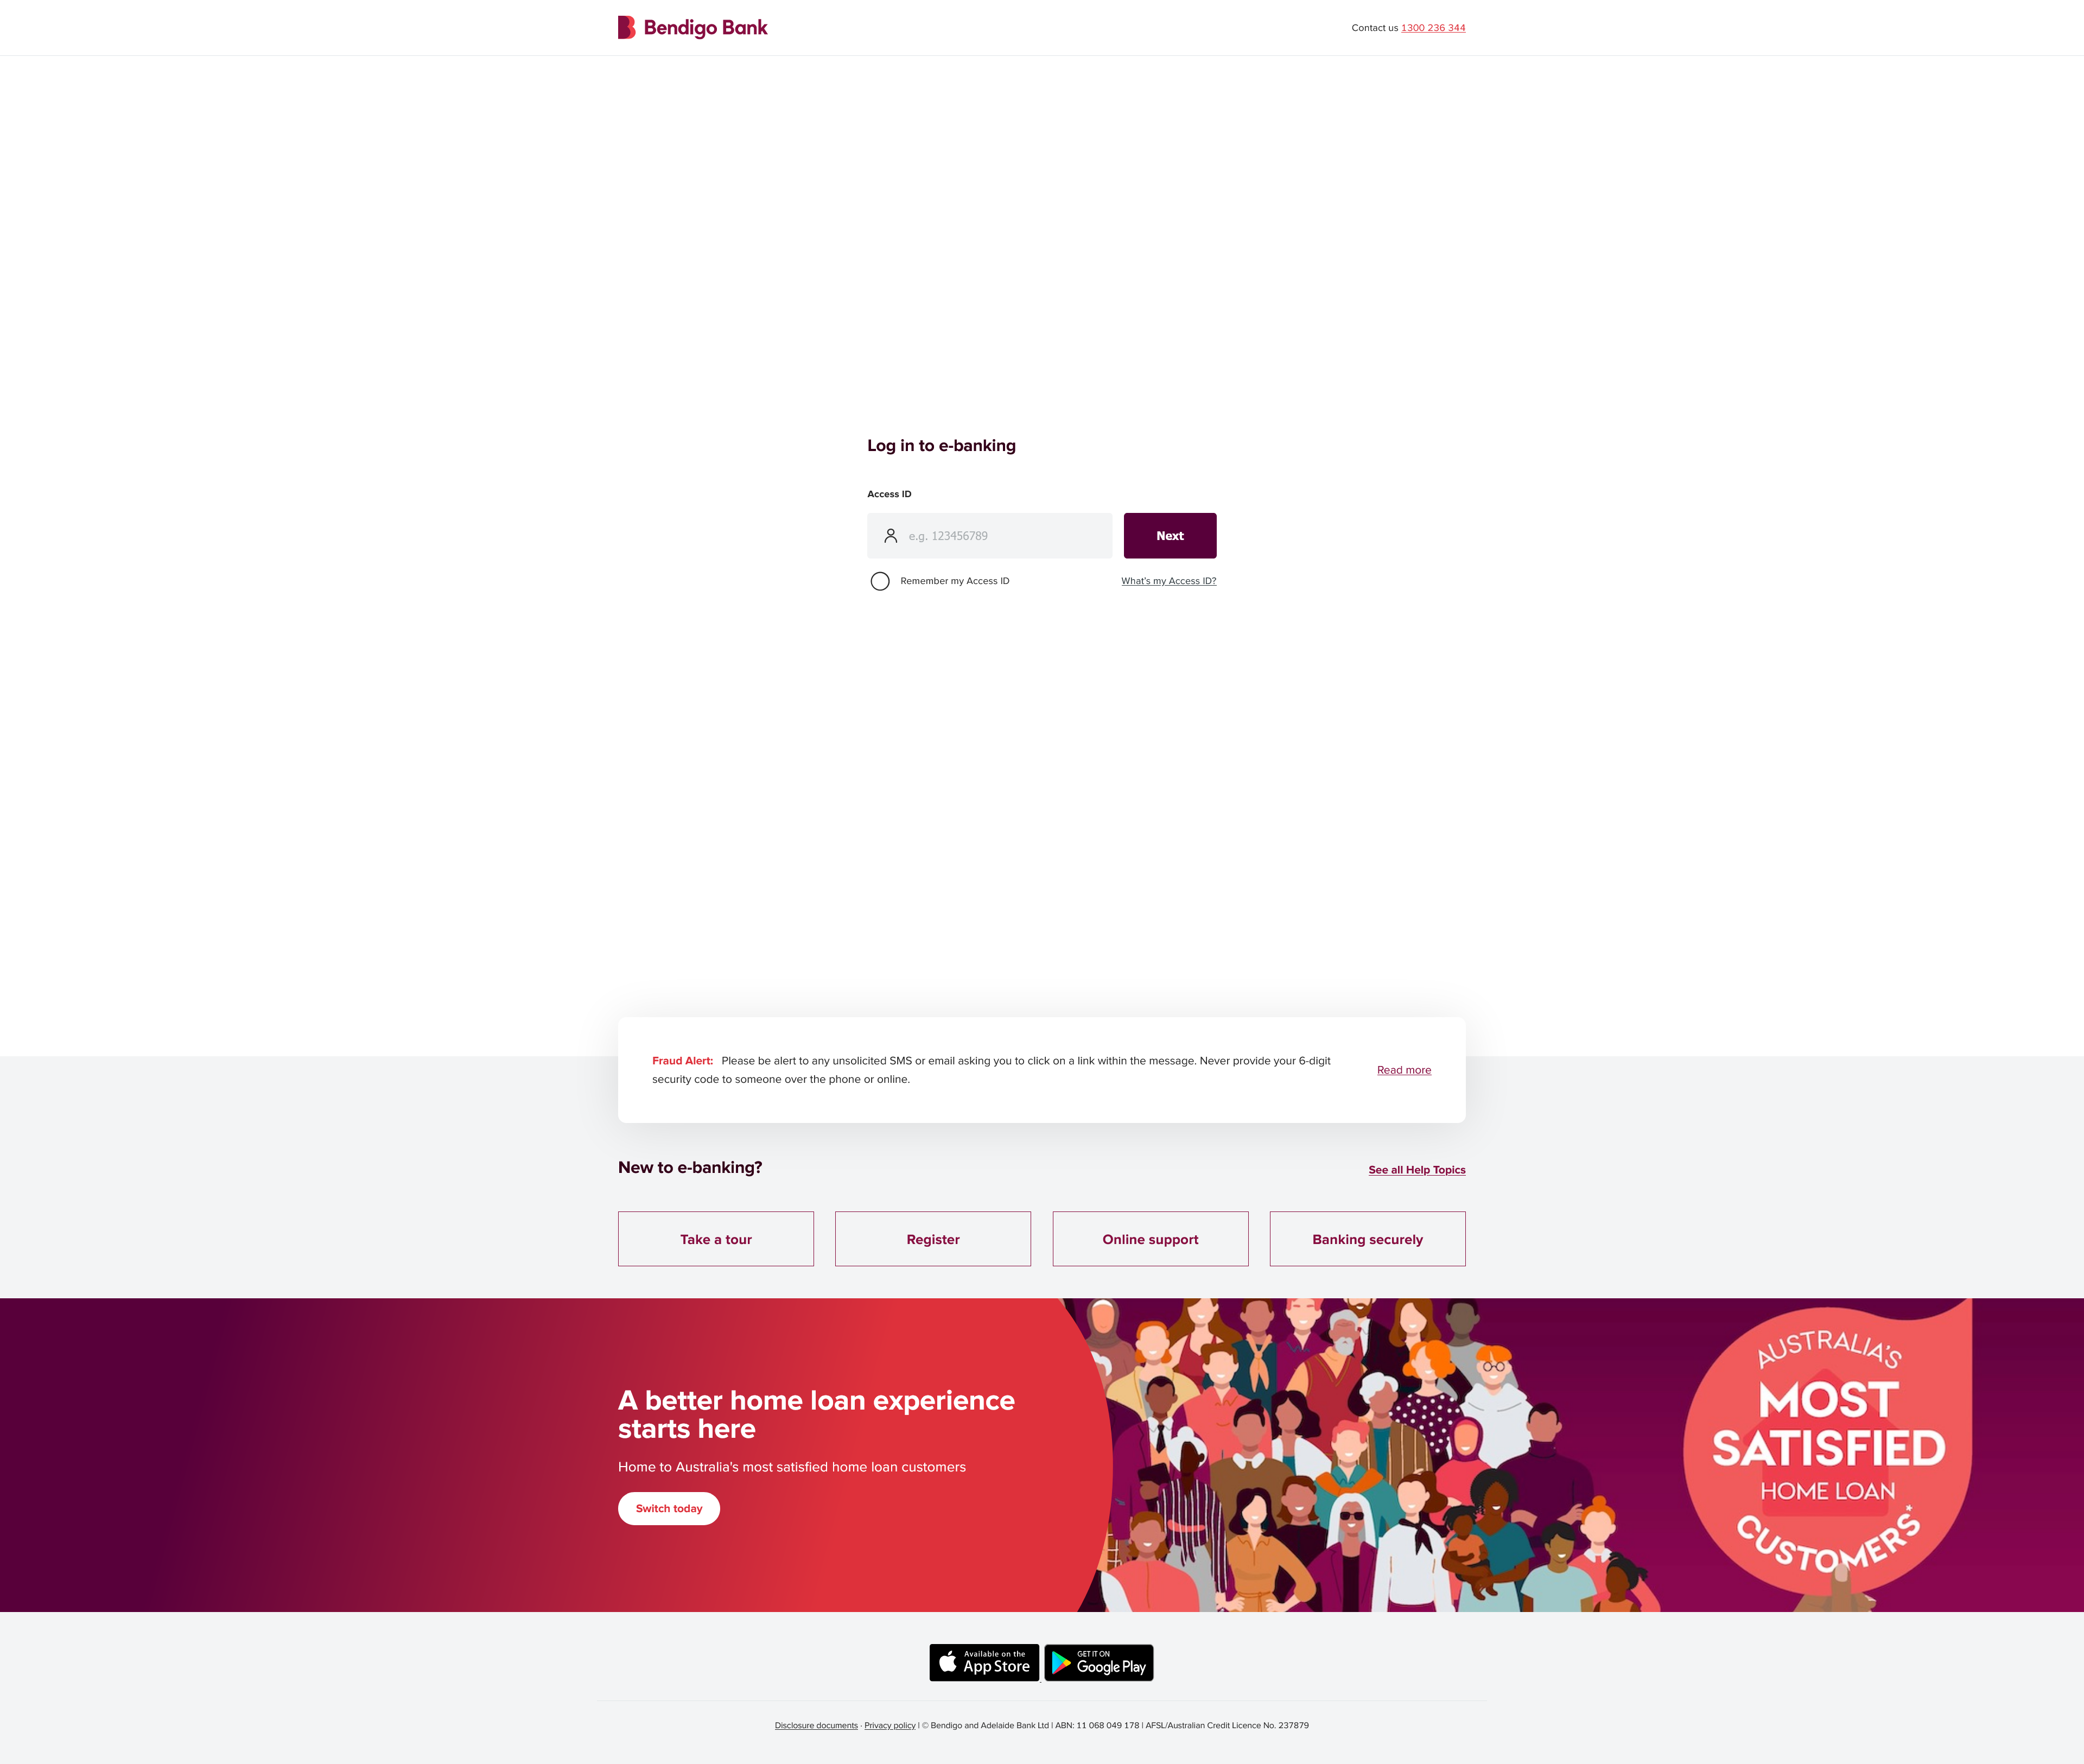 Bendigo Bank
Contact us 1300 236 344
Log in to e-banking
Access ID
e.g. 123456789
Next
Remember my Access ID
What's my Access ID?
Fraud Alert: Please be alert to any unsolicited SMS or email asking you to click on a link within the message. Never provide your 6-digit
security code to someone over the phone or online.
Read more
New to e-banking?
See all Help Topics
Take a tour
Register
Online support
Banking securely
A better home loan experience
starts here
Home to Australia's most satisfied home loan customers
Switch today
AUSTRALIA'S
MOST
SATISFIED
HOME LOAN
CUSTOMERS*
Available on the
App Store
GET IT ON
Google Play
Disclosure documents · Privacy policy | © Bendigo and Adelaide Bank Ltd | ABN: 11 068 049 178 | AFSL/Australian Credit Licence No. 237879